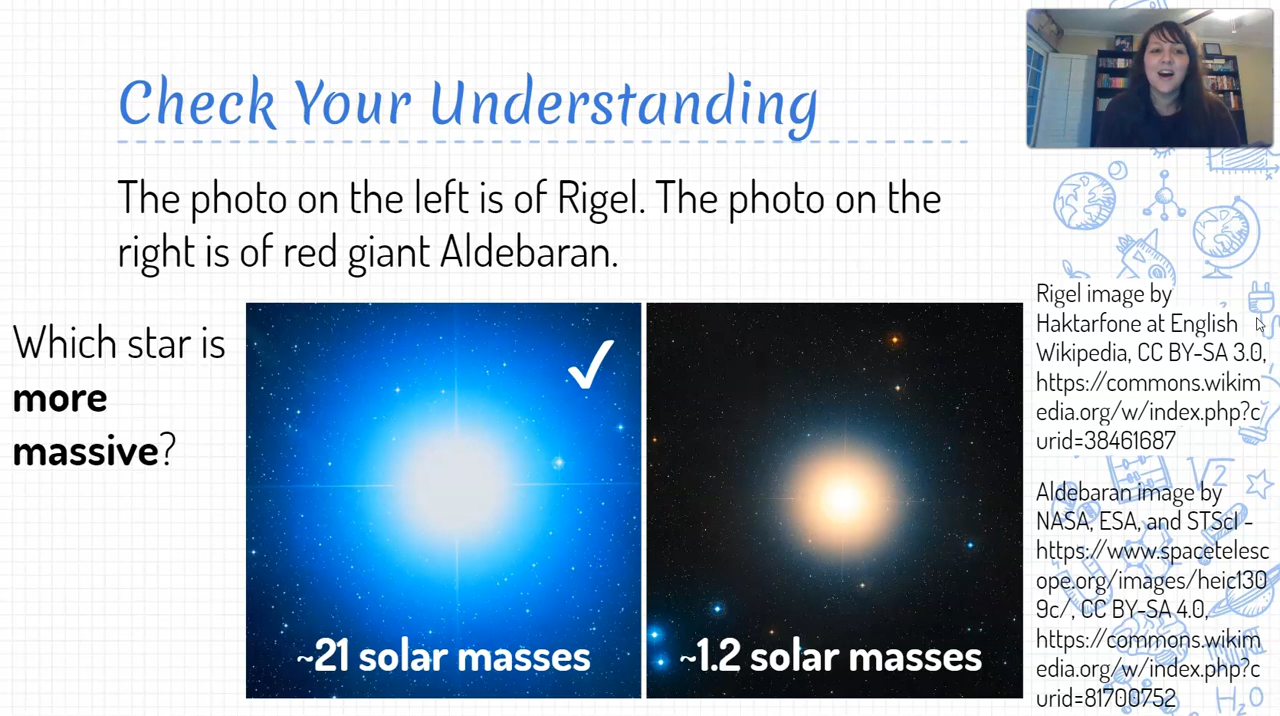 Check Your Understanding
The photo on the left is of Rigel. The photo on the
right is of red giant Aldebaran.
Which star is
more
massive?
✓
~21 solar masses
~1.2 solar masses
Rigel image by
Haktarfone at English
Wikipedia, CC BY-SA 3.0,
https://commons.wikim
edia.org/w/index.php?c
urid=38461687
Aldebaran image by
NASA, ESA, and STScI -
https://www.spacetelesc
ope.org/images/heic130
9c/, CC BY-SA 4.0,
https://commons.wikim
edia.org/w/index.php?c
urid=81700752
√2
H₂O